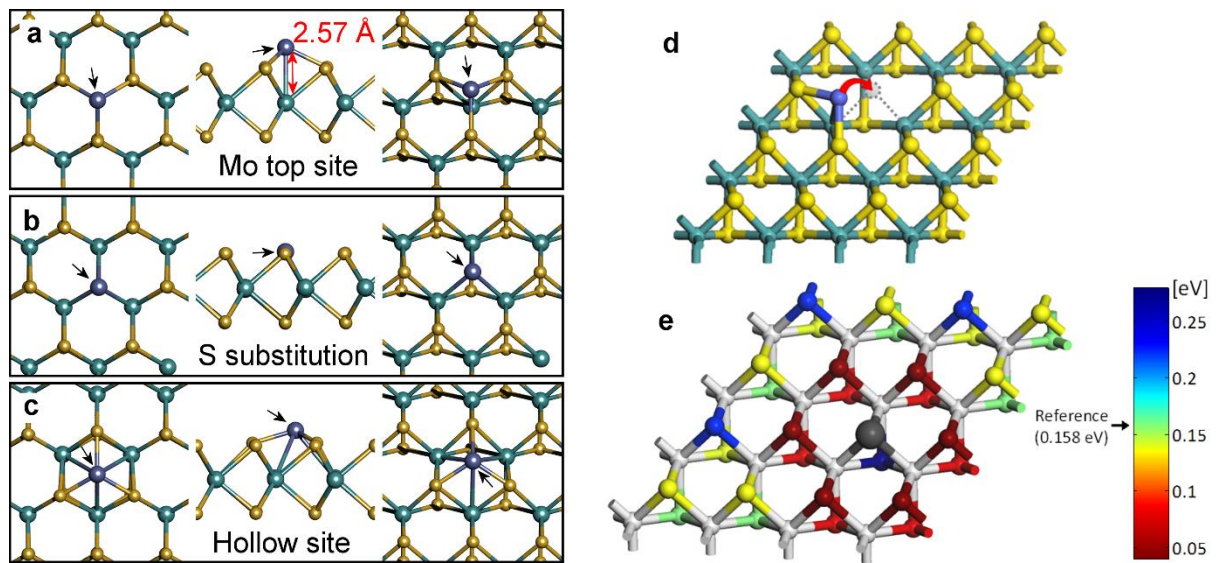 a
2.57 Å
Mo top site
b
S substitution
c
Hollow site
d
e
[eV]
0.25
0.2
Reference
(0.158 eV)
0.15
0.1
0.05